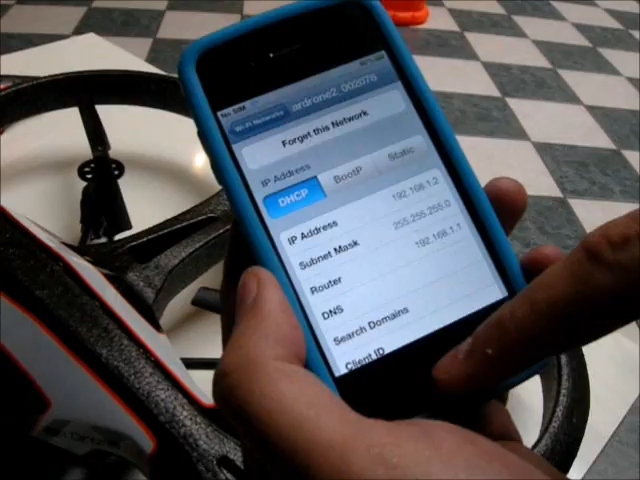 No SIM
Wi-Fi Networks ardrone2_002076
Forget this Network
IP Address
DHCP BootP Static
IP Address 192.168.1.2
Subnet Mask 255.255.255.0
Router 192.168.1.1
DNS
Search Domains
Client ID